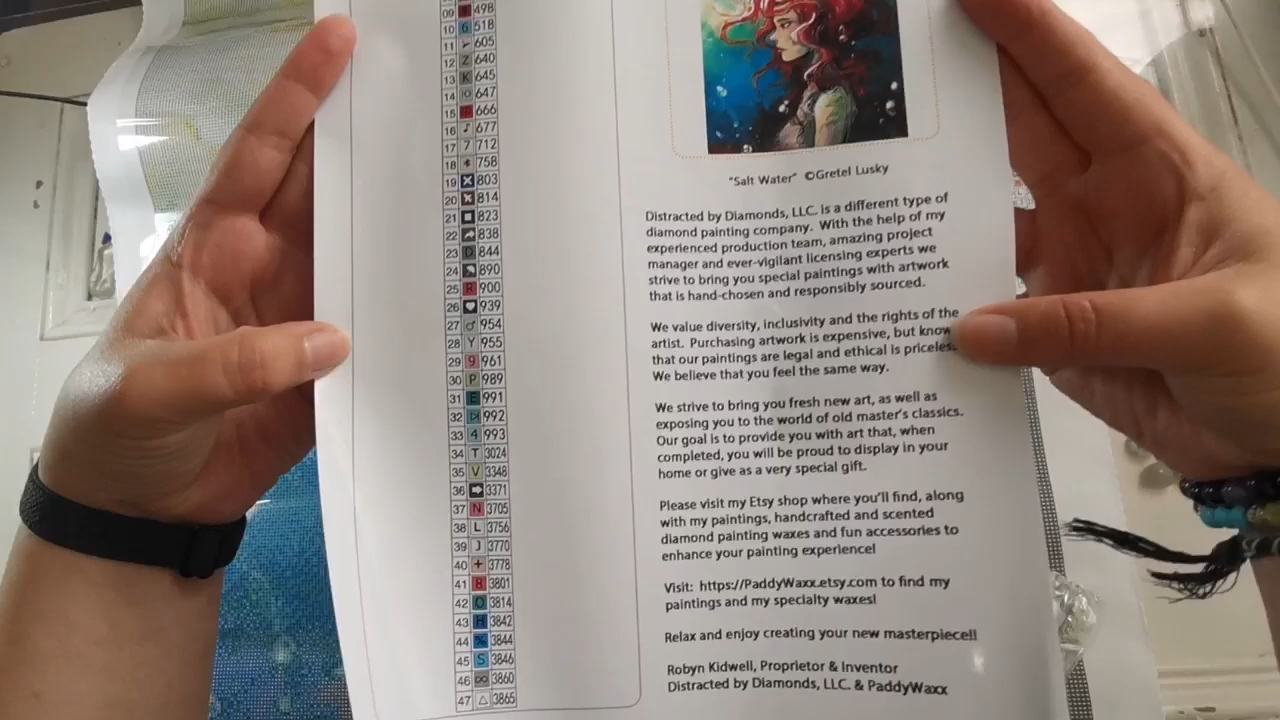 09 498
10 6 518
11 605
12 Z 640
13 K 645
14 647
15 666
16 ♪ 677
17 7 712
18 758
19 X 803
20 814
21 823
22 838
23 D 844
24 890
25 R 900
26 ♥ 939
27 ♂ 954
28 Y 955
29 9 961
30 P 989
31 E 991
32 992
33 4 993
34 T 3024
35 V 3348
36 3371
37 N 3705
38 L 3756
39 3770
40 + 3778
41 8 3801
42 O 3814
43 H 3842
44 3844
45 S 3846
46 ∞ 3860
47 △ 3865
"Salt Water" ©Gretel Lusky
Distracted by Diamonds, LLC. is a different type of
diamond painting company. With the help of my
experienced production team, amazing project
manager and ever-vigilant licensing experts we
strive to bring you special paintings with artwork
that is hand-chosen and responsibly sourced.
We value diversity, inclusivity and the rights of the
artist. Purchasing artwork is expensive, but know
that our paintings are legal and ethical is priceless.
We believe that you feel the same way.
We strive to bring you fresh new art, as well as
exposing you to the world of old master's classics.
Our goal is to provide you with art that, when
completed, you will be proud to display in your
home or give as a very special gift.
Please visit my Etsy shop where you'll find, along
with my paintings, handcrafted and scented
diamond painting waxes and fun accessories to
enhance your painting experience!
Visit: https://PaddyWaxx.etsy.com to find my
paintings and my specialty waxes!
Relax and enjoy creating your new masterpiece!!
Robyn Kidwell, Proprietor & Inventor
Distracted by Diamonds, LLC. & PaddyWaxx